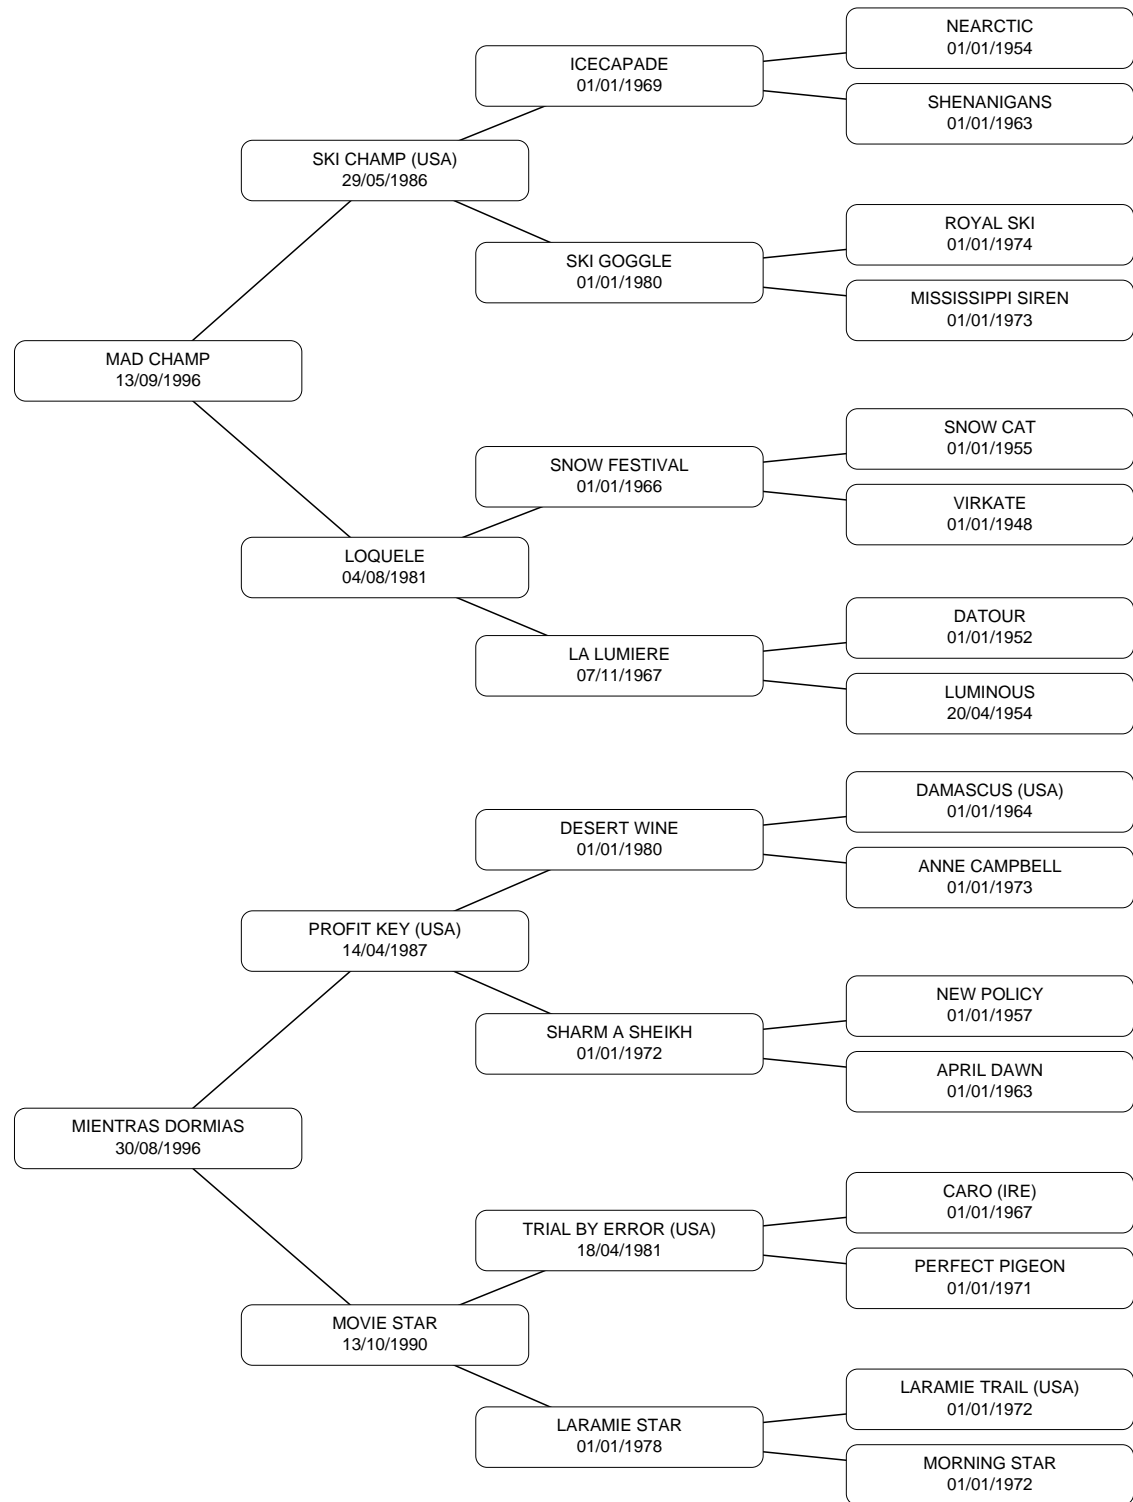 NEARCTIC
01/01/1954
ICECAPADE
01/01/1969
SHENANIGANS
01/01/1963
SKI CHAMP (USA)
29/05/1986
ROYAL SKI
01/01/1974
SKI GOGGLE
01/01/1980
MISSISSIPPI SIREN
01/01/1973
MAD CHAMP
13/09/1996
SNOW CAT
01/01/1955
SNOW FESTIVAL
01/01/1966
VIRKATE
01/01/1948
LOQUELE
04/08/1981
DATOUR
01/01/1952
LA LUMIERE
07/11/1967
LUMINOUS
20/04/1954
DAMASCUS (USA)
01/01/1964
DESERT WINE
01/01/1980
ANNE CAMPBELL
01/01/1973
PROFIT KEY (USA)
14/04/1987
NEW POLICY
01/01/1957
SHARM A SHEIKH
01/01/1972
APRIL DAWN
01/01/1963
MIENTRAS DORMIAS
30/08/1996
CARO (IRE)
01/01/1967
TRIAL BY ERROR (USA)
18/04/1981
PERFECT PIGEON
01/01/1971
MOVIE STAR
13/10/1990
LARAMIE TRAIL (USA)
01/01/1972
LARAMIE STAR
01/01/1978
MORNING STAR
01/01/1972